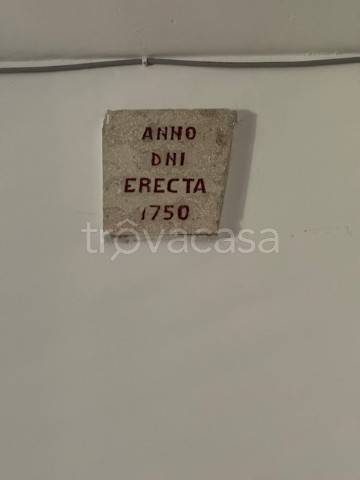 ANNO
DNI
ERECTA
1750
trovacasa